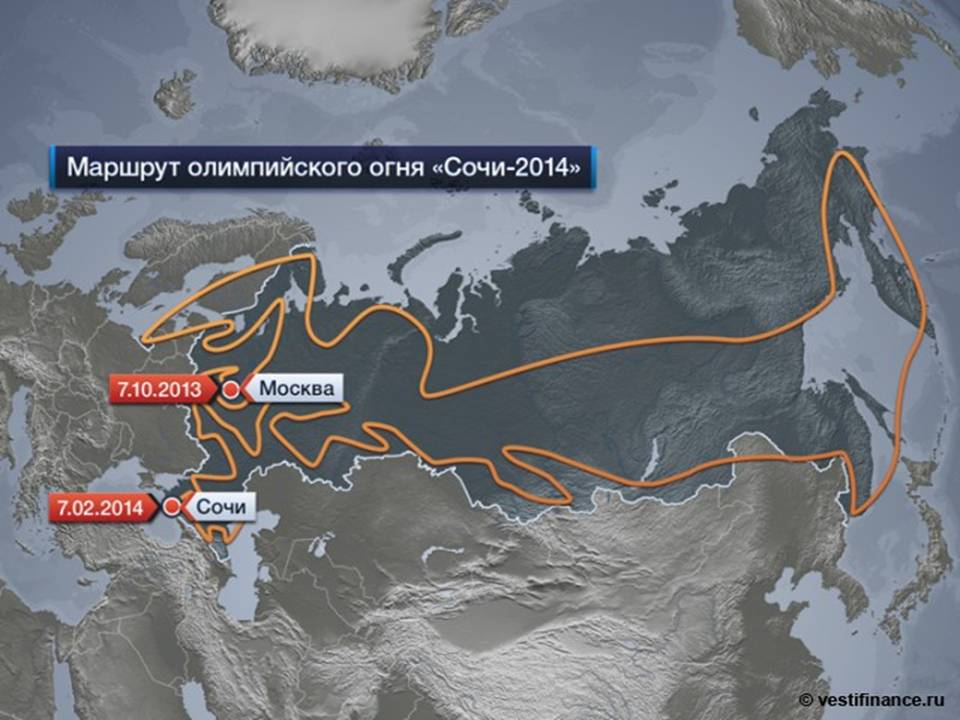 Маршрут олимпийского огня «Сочи-2014»
7.10.2013 Москва
7.02.2014 Сочи
© vestifinance.ru